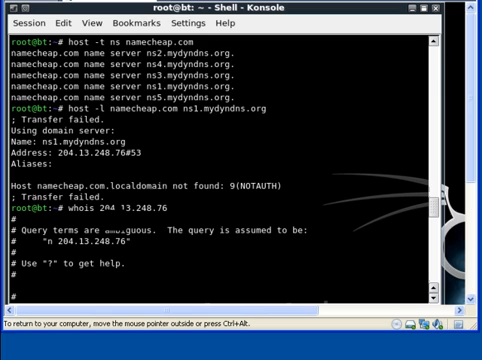 root@bt: ~ - Shell - Konsole
Session Edit View Bookmarks Settings Help
root@bt:~# host -t ns namecheap.com
namecheap.com name server ns2.mydyndns.org.
namecheap.com name server ns4.mydyndns.org.
namecheap.com name server ns3.mydyndns.org.
namecheap.com name server ns1.mydyndns.org.
namecheap.com name server ns5.mydyndns.org.
root@bt:~# host -l namecheap.com ns1.mydyndns.org
; Transfer failed.
Using domain server:
Name: ns1.mydyndns.org
Address: 204.13.248.76#53
Aliases:
Host namecheap.com.localdomain not found: 9(NOTAUTH)
; Transfer failed.
root@bt:~# whois 204.13.248.76
#
# Query terms are ambiguous. The query is assumed to be:
# "n 204.13.248.76"
#
# Use "?" to get help.
#
#
To return to your computer, move the mouse pointer outside or press Ctrl+Alt.